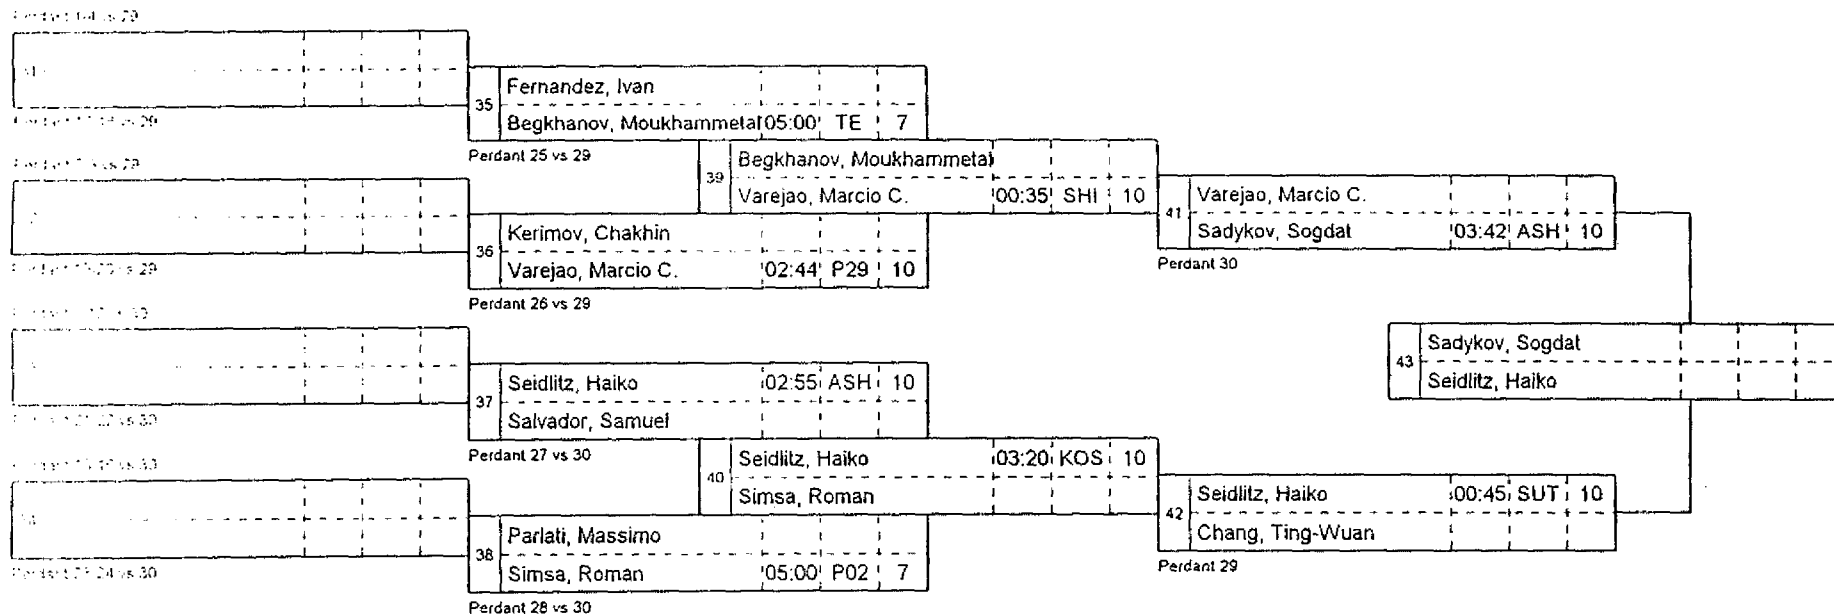 35
Fernandez, Ivan
Begkhanov, Moukhammetal 05:00 TE 7
Perdant 25 vs 29
39
Begkhanov, Moukhammetal
Varejao, Marcio C. 00:35 SHI 10
36
Kerimov, Chakhin
Varejao, Marcio C. 02:44 P29 10
Perdant 26 vs 29
41
Varejao, Marcio C.
Sadykov, Sogdat 03:42 ASH 10
Perdant 30
37
Seidlitz, Haiko 02:55 ASH 10
Salvador, Samuel
Perdant 27 vs 30
40
Seidlitz, Haiko 03:20 KOS 10
Simsa, Roman
38
Parlati, Massimo
Simsa, Roman 05:00 P02 7
Perdant 28 vs 30
42
Seidlitz, Haiko 00:45 SUT 10
Chang, Ting-Wuan
Perdant 29
43
Sadykov, Sogdat
Seidlitz, Haiko